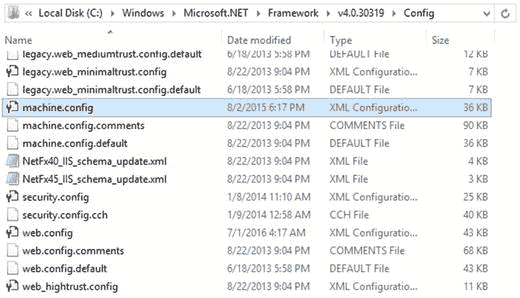 Local Disk (C:) Windows Microsoft.NET Framework v4.0.30319 Config
Name Date modified Type Size
legacy.web_mediumtrust.config.default 6/18/2013 5:58 PM DEFAULT File 12 KB
legacy.web_minimaltrust.config 8/22/2013 9:04 PM XML Configuratio... 7 KB
legacy.web_minimaltrust.config.default 6/18/2013 5:58 PM DEFAULT File 7 KB
machine.config 8/2/2015 6:17 PM XML Configuratio... 36 KB
machine.config.comments 8/22/2013 9:04 PM COMMENTS File 90 KB
machine.config.default 8/22/2013 9:04 PM DEFAULT File 36 KB
NetFx40_IIS_schema_update.xml 8/22/2013 9:04 PM XML File 4 KB
NetFx45_IIS_schema_update.xml 8/22/2013 9:04 PM XML File 3 KB
security.config 1/8/2014 11:10 AM XML Configuratio... 25 KB
security.config.cch 1/9/2014 12:58 AM CCH File 40 KB
web.config 7/1/2016 4:17 AM XML Configuratio... 43 KB
web.config.comments 8/22/2013 9:04 PM COMMENTS File 68 KB
web.config.default 6/18/2013 5:58 PM DEFAULT File 43 KB
web_hightrust.config 8/22/2013 9:04 PM XML Configuratio... 11 KB